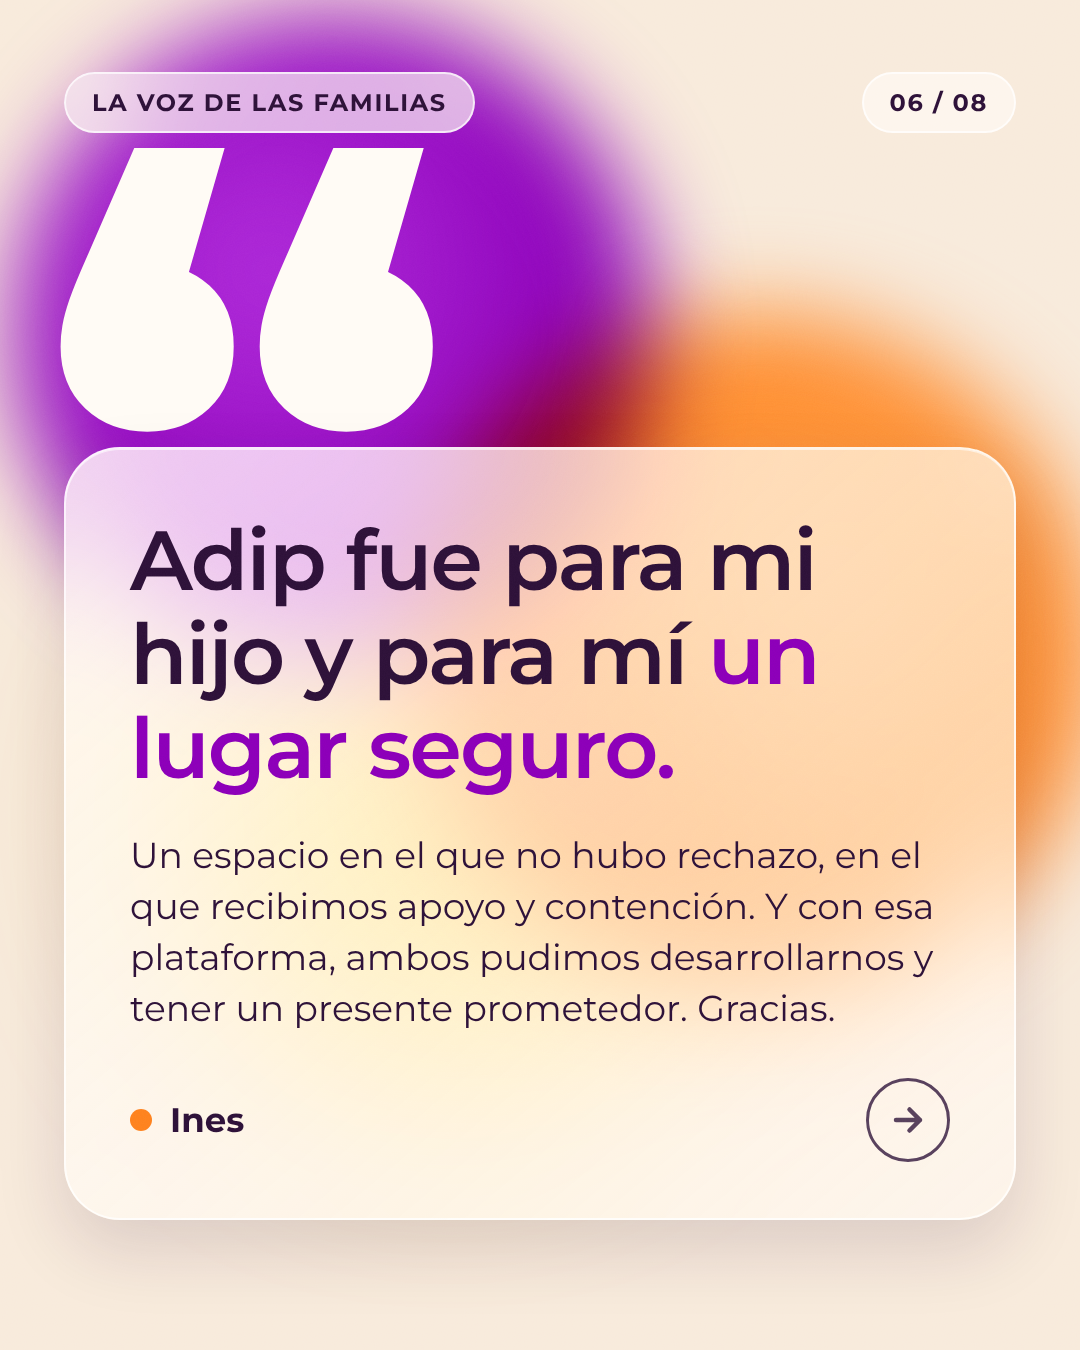 LA VOZ DE LAS FAMILIAS
06 / 08
“
Adip fue para mi
hijo y para mí un
lugar seguro.
Un espacio en el que no hubo rechazo, en el
que recibimos apoyo y contención. Y con esa
plataforma, ambos pudimos desarrollarnos y
tener un presente prometedor. Gracias.
Ines